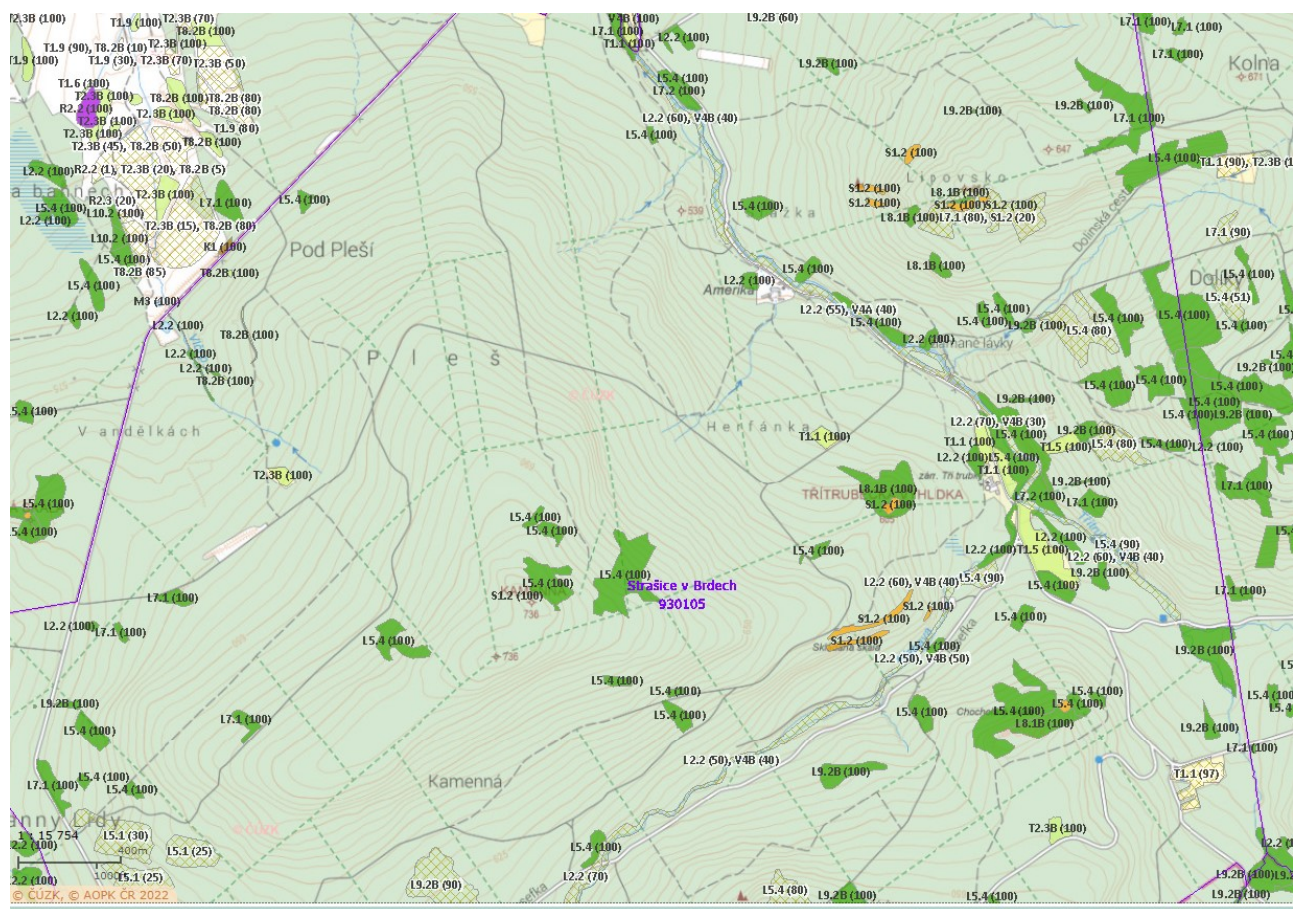 T2.3B (100)
T1.9 (100)
T2.3B (70)
T8.2B (100)
T2.3B (100)
T1.9 (90), T8.2B (10)
T1.9 (30), T2.3B (70)
T2.3B (50)
T1.9 (100)
T1.6 (100)
T2.3B (100)
T8.2B (100)
T8.2B (80)
R2.2 (100)
T8.2B (80)
T2.3B (100)
T2.3B (100)
T1.9 (80)
T2.3B (100)
T8.2B (100)
T2.3B (45), T8.2B (50)
L2.2 (100)
R2.2 (1), T2.3B (20), T8.2B (5)
T2.3B (100)
R2.3 (20)
L7.1 (100)
L5.4 (100)
L10.2 (100)
L2.2 (100)
T2.3B (15), T8.2B (80)
L10.2 (100)
K1 (100)
L5.4 (100)
T8.2B (85)
T8.2B (100)
L5.4 (100)
M3 (100)
L2.2 (100)
L2.2 (100)
T8.2B (100)
L2.2 (100)
L2.2 (100)
T8.2B (100)
L5.4 (100)
Pod Pleší
P l e š
V andělkách
T2.3B (100)
L5.4 (100)
L5.4 (100)
V4B (100)
L7.1 (100)
T1.1 (100)
L2.2 (100)
L9.2B (60)
L9.2B (100)
L5.4 (100)
L7.2 (100)
L2.2 (60), V4B (40)
L5.4 (100)
539
L5.4 (100)
L2.2 (100)
L5.4 (100)
Amerika
L2.2 (55), V4A (40)
L5.4 (100)
L2.2 (100)
L7.1 (100)
L7.1 (100)
L7.1 (100)
Kolna
671
L9.2B (100)
L9.2B (100)
L7.1 (100)
647
S1.2 (100)
Lipovsko
S1.2 (100)
S1.2 (100)
L8.1B (100)
S1.2 (100)
S1.2 (100)
L8.1B (100)
L7.1 (80), S1.2 (20)
L5.4 (100)
L7.1 (90)
Dolinská cesta
L8.1B (100)
L5.4 (100)
L5.4 (51)
L5.4 (100)
L5.4 (100)
L5.4 (100)
L9.2B (100)
L5.4 (80)
L5.4 (100)
L5.4 (100)
L5.4 (100)
L9.2B (100)
L5.4 (100)
L5.4 (100)
L5.4 (100)
L5.4 (100)
L5.4 (100)
L9.2B (100)
L9.2B (100)
Herfánka
T1.1 (100)
L2.2 (70), V4B (30)
T1.1 (100)
L5.4 (100)
L9.2B (100)
T1.5 (100)
L5.4 (80)
L5.4 (100)
L2.2 (100)
L5.4 (100)
L2.2 (100)
L5.4 (100)
T1.1 (100)
L9.2B (100)
L7.1 (100)
L8.1B (100)
S1.2 (100)
L7.2 (100)
L7.1 (100)
L5.4 (100)
L5.4 (100)
L5.4 (100)
L2.2 (100)
L5.4 (90)
L2.2 (100)
T1.5 (100)
L2.2 (60), V4B (40)
L9.2B (100)
L5.4 (100)
L5.4 (100)
L5.4 (100)
S1.2 (100)
736
Strašice v Brdech
930105
L2.2 (60), V4B (40)
L5.4 (90)
S1.2 (100)
S1.2 (100)
L5.4 (100)
S1.2 (100)
L5.4 (100)
L2.2 (50), V4B (50)
L7.1 (100)
L7.1 (100)
L2.2 (100)
L7.1 (100)
L5.4 (100)
736
L9.2B (100)
L5.4 (100)
L5.4 (100)
L5.4 (100)
L5.4 (100)
L5.4 (100)
L5.4 (100)
L5.4 (100)
L8.1B (100)
L9.2B (100)
L5.4 (100)
L7.1 (100)
L9.2B (100)
L7.1 (100)
L2.2 (50), V4B (40)
Kamenná
L7.1 (100)
L5.4 (100)
L5.4 (100)
L9.2B (100)
T1.1 (97)
T2.3B (100)
1 : 15 754
400m
L5.1 (30)
L5.1 (25)
L5.1 (25)
L5.4 (100)
L2.2 (70)
L9.2B (90)
L5.4 (80)
L9.2B (100)
L5.4 (100)
L9.2B (100)
L9.2B (100)
© ČÚZK, © AOPK ČR 2022